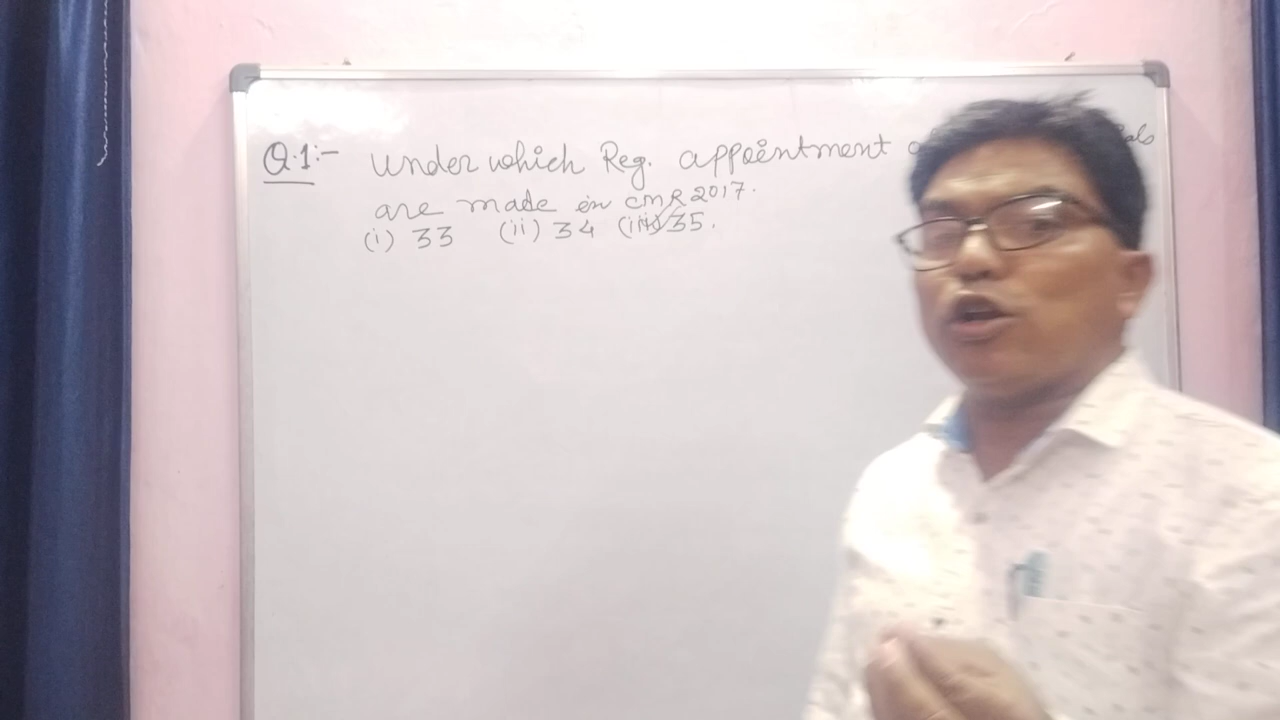 Q.1:- Under which Reg. appointment
are made in CMR 2017.
(i) 33 (ii) 34 (iii) 35.